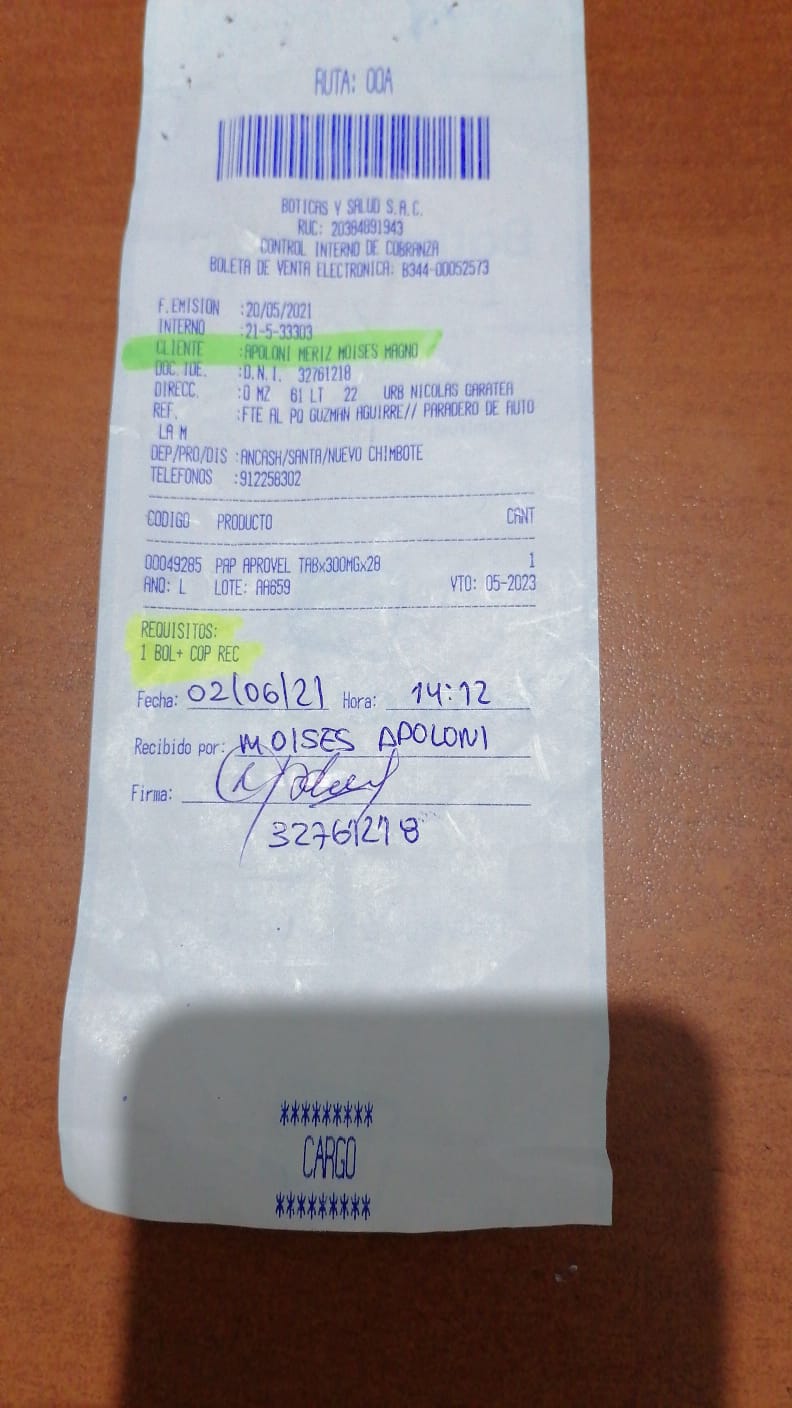 RUTA: 00A
BOTICAS Y SALUD S.A.C.
RUC: 20384891943
CONTROL INTERNO DE COBRANZA
BOLETA DE VENTA ELECTRONICA: B344-00052573
F.EMISION :20/05/2021
INTERNO :21-5-33303
CLIENTE :APOLONI MERIZ MOISES MAGNO
DOC.IDE. :D.N.I. 32761218
DIRECC. :D MZ 61 LT 22 URB NICOLAS GARATEA
REF. :FTE AL PQ GUZMAN AGUIRRE// PARADERO DE AUTO
LA M
DEP/PRO/DIS :ANCASH/SANTA/NUEVO CHIMBOTE
TELEFONOS :912258302
CODIGO PRODUCTO CANT
00049285 PAP APROVEL TABx300MGx28 1
ANQ: L LOTE: AA659 VTO: 05-2023
REQUISITOS:
1 BOL+ COP REC
Fecha: 02/06/21 Hora: 14:12
Recibido por: MOISES APOLONI
Firma:
32761218
*********
CARGO
*********